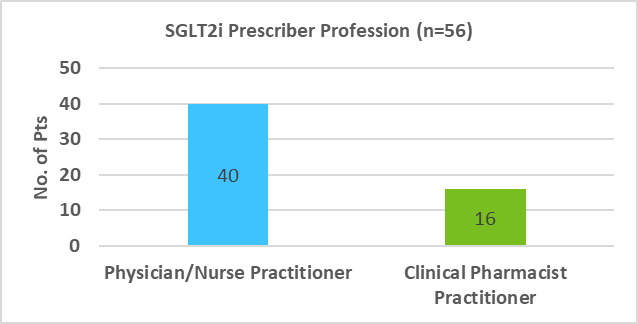 SGLT2i Prescriber Profession (n=56)
No. of Pts
50
40
30
20
10
0
40
16
Physician/Nurse Practitioner
Clinical Pharmacist
Practitioner